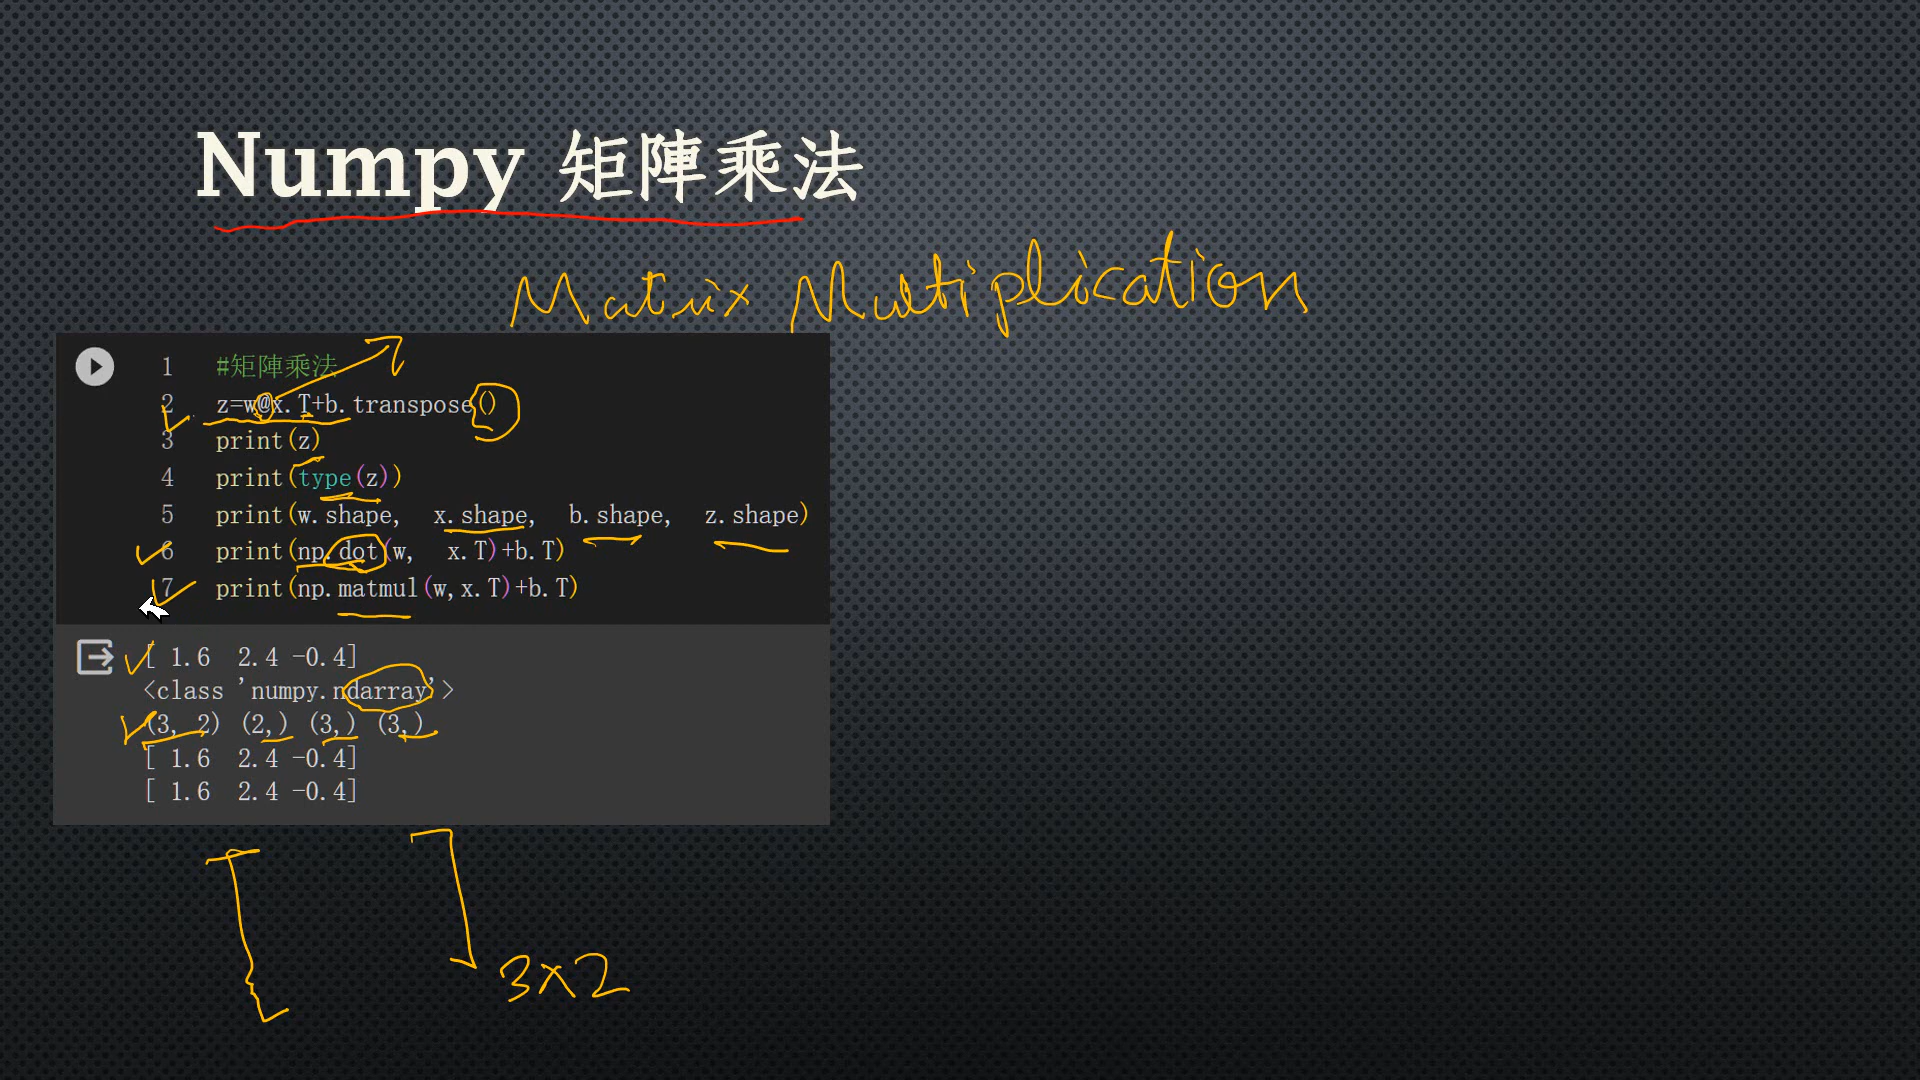 Numpy 矩陣乘法
Matrix Multiplication
1 #矩陣乘法
2 z=w@x.T+b.transpose()
3 print(z)
4 print(type(z))
5 print(w.shape, x.shape, b.shape, z.shape)
6 print(np.dot(w, x.T)+b.T)
7 print(np.matmul(w,x.T)+b.T)
[ 1.6 2.4 -0.4]
<class 'numpy.ndarray'>
(3, 2) (2,) (3,) (3,)
[ 1.6 2.4 -0.4]
[ 1.6 2.4 -0.4]
3×2